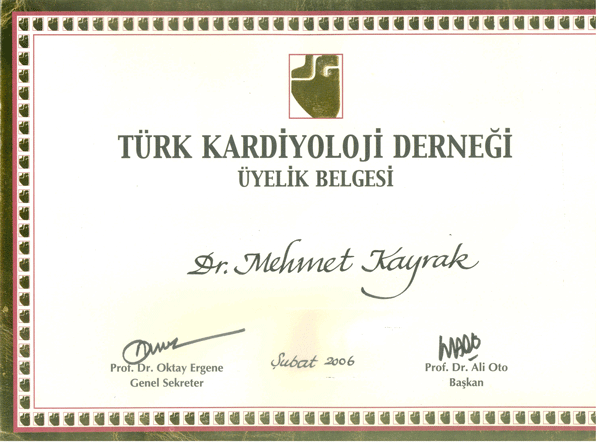 TÜRK KARDİYOLOJİ DERNEĞİ
ÜYELİK BELGESİ
Dr. Mehmet Kayrak
Prof. Dr. Oktay Ergene
Genel Sekreter
Şubat 2006
Prof. Dr. Ali Oto
Başkan